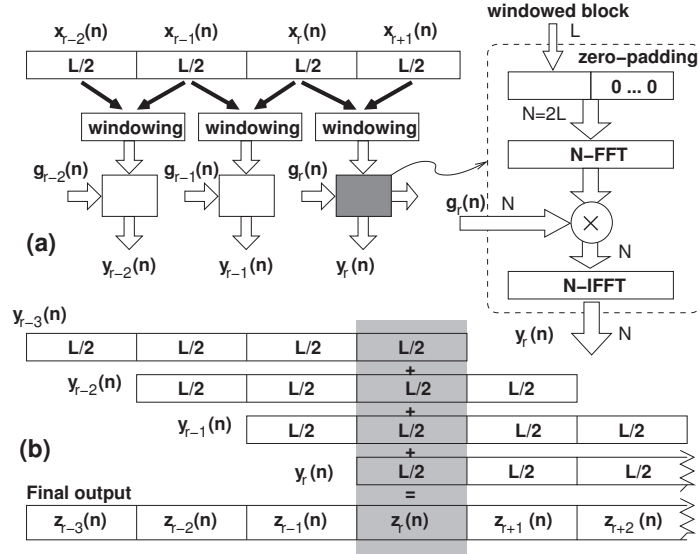 x_{r−2}(n) x_{r−1}(n) x_r(n) x_{r+1}(n)
L/2 L/2 L/2 L/2
windowing windowing windowing
g_{r−2}(n) g_{r−1}(n) g_r(n)
(a)
y_{r−2}(n) y_{r−1}(n) y_r(n)
windowed block
L
zero−padding
0 ... 0
N=2L
N−FFT
g_r(n) N
×
N
N−IFFT
y_r(n) N
y_{r−3}(n)
L/2 L/2 L/2 L/2
+
y_{r−2}(n) L/2 L/2 L/2 L/2
+
y_{r−1}(n) L/2 L/2 L/2 L/2
(b)
+
y_r(n) L/2 L/2 L/2
Final output =
z_{r−3}(n) z_{r−2}(n) z_{r−1}(n) z_r(n) z_{r+1}(n) z_{r+2}(n)